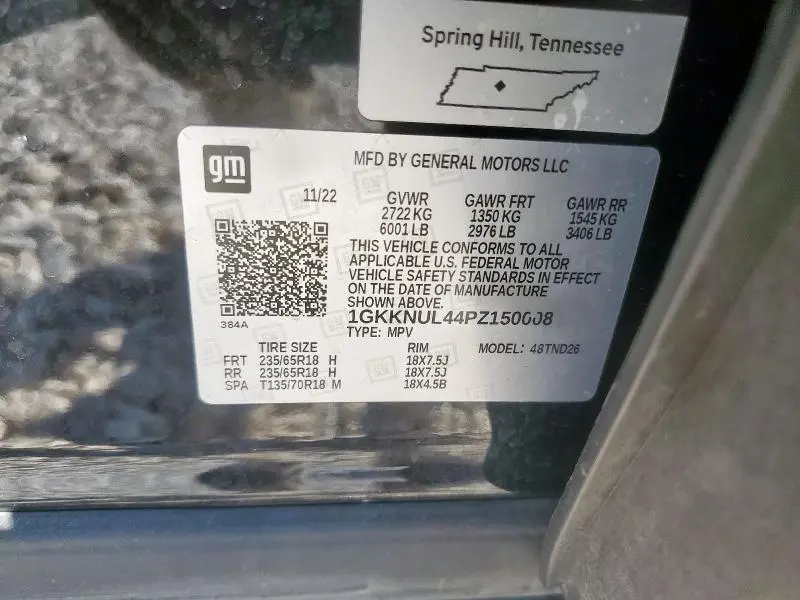 Spring Hill, Tennessee
gm
MFD BY GENERAL MOTORS LLC
11/22 GVWR GAWR FRT GAWR RR
2722 KG 1350 KG 1545 KG
6001 LB 2976 LB 3406 LB
THIS VEHICLE CONFORMS TO ALL
APPLICABLE U.S. FEDERAL MOTOR
VEHICLE SAFETY STANDARDS IN EFFECT
ON THE DATE OF MANUFACTURE
SHOWN ABOVE.
384A
1GKKNUL44PZ150008
TYPE: MPV
TIRE SIZE RIM MODEL: 48TND26
FRT 235/65R18 H 18X7.5J
RR 235/65R18 H 18X7.5J
SPA T135/70R18 M 18X4.5B